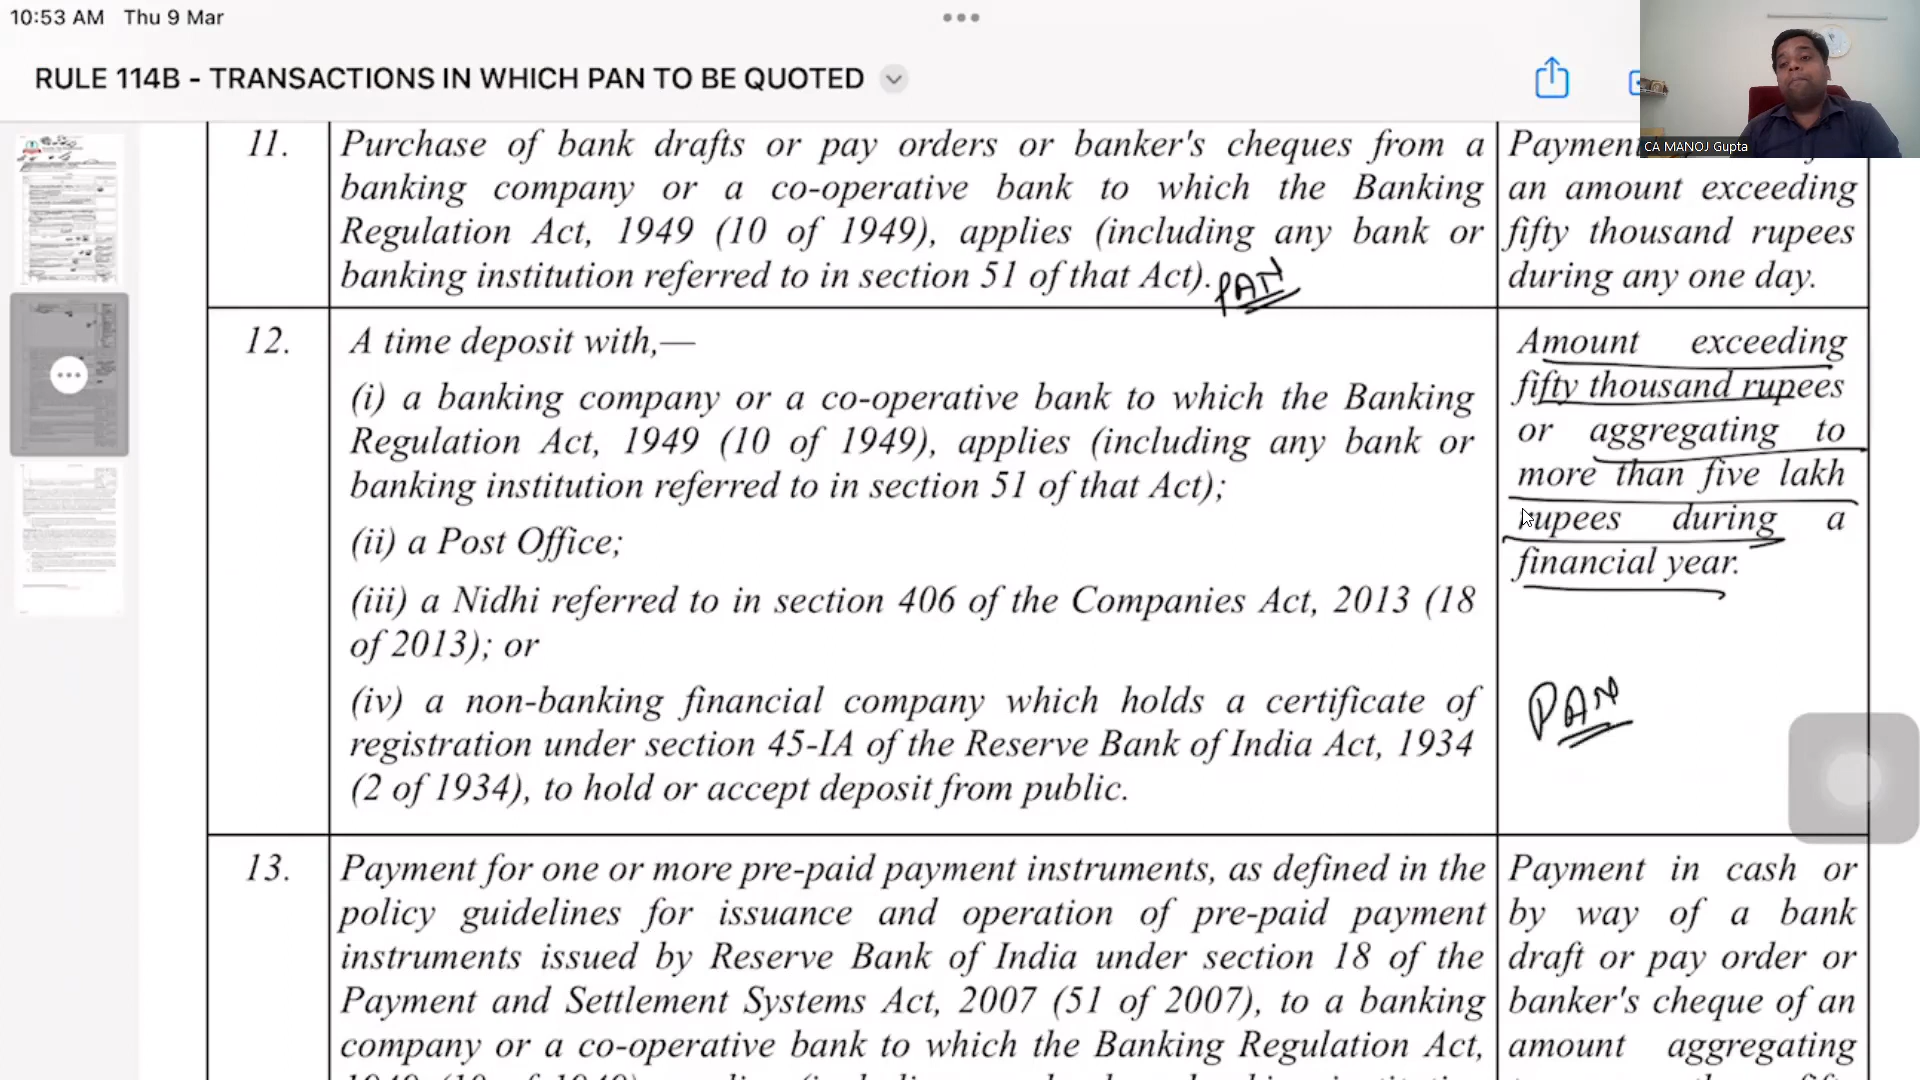 10:53 AM Thu 9 Mar
RULE 114B - TRANSACTIONS IN WHICH PAN TO BE QUOTED
CA MANOJ Gupta
11.
Purchase of bank drafts or pay orders or banker's cheques from a
banking company or a co-operative bank to which the Banking
Regulation Act, 1949 (10 of 1949), applies (including any bank or
banking institution referred to in section 51 of that Act).
PAN
an amount exceeding
fifty thousand rupees
during any one day.
12.
A time deposit with,—
(i) a banking company or a co-operative bank to which the Banking
Regulation Act, 1949 (10 of 1949), applies (including any bank or
banking institution referred to in section 51 of that Act);
(ii) a Post Office;
(iii) a Nidhi referred to in section 406 of the Companies Act, 2013 (18
of 2013); or
(iv) a non-banking financial company which holds a certificate of
registration under section 45-IA of the Reserve Bank of India Act, 1934
(2 of 1934), to hold or accept deposit from public.
Amount exceeding
fifty thousand rupees
or aggregating to
more than five lakh
rupees during a
financial year.
PAN
13.
Payment for one or more pre-paid payment instruments, as defined in the
policy guidelines for issuance and operation of pre-paid payment
instruments issued by Reserve Bank of India under section 18 of the
Payment and Settlement Systems Act, 2007 (51 of 2007), to a banking
company or a co-operative bank to which the Banking Regulation Act,
Payment in cash or
by way of a bank
draft or pay order or
banker's cheque of an
amount aggregating